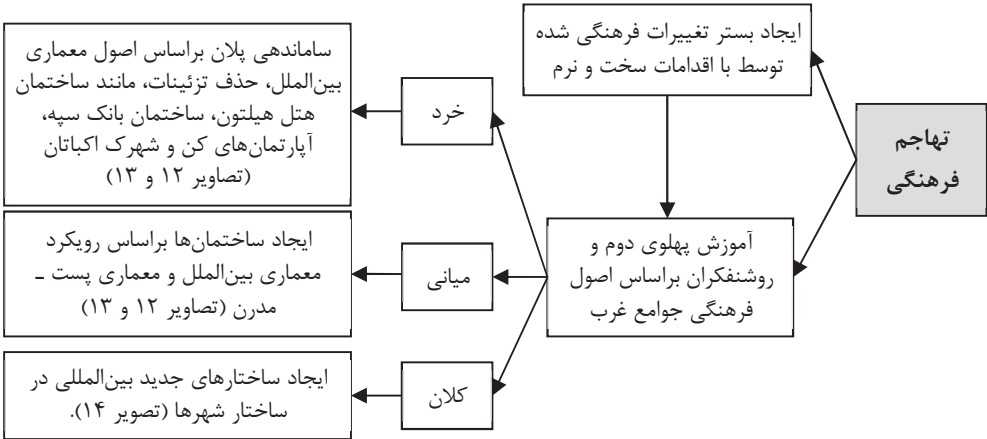 تهاجم
فرهنگی
ایجاد بستر تغییرات فرهنگی شده
توسط با اقدامات سخت و نرم
آموزش پهلوی دوم و
روشنفکران براساس اصول
فرهنگی جوامع غرب
خرد
ساماندهی پلان براساس اصول معماری
بین‌الملل، حذف تزئینات، مانند ساختمان
هتل هیلتون، ساختمان بانک سپه،
آپارتمان‌های کن و شهرک اکباتان
(تصاویر ۱۲ و ۱۳)
میانی
ایجاد ساختمان‌ها براساس رویکرد
معماری بین‌الملل و معماری پست ـ
مدرن (تصاویر ۱۲ و ۱۳)
کلان
ایجاد ساختارهای جدید بین‌المللی در
ساختار شهرها (تصویر ۱۴).